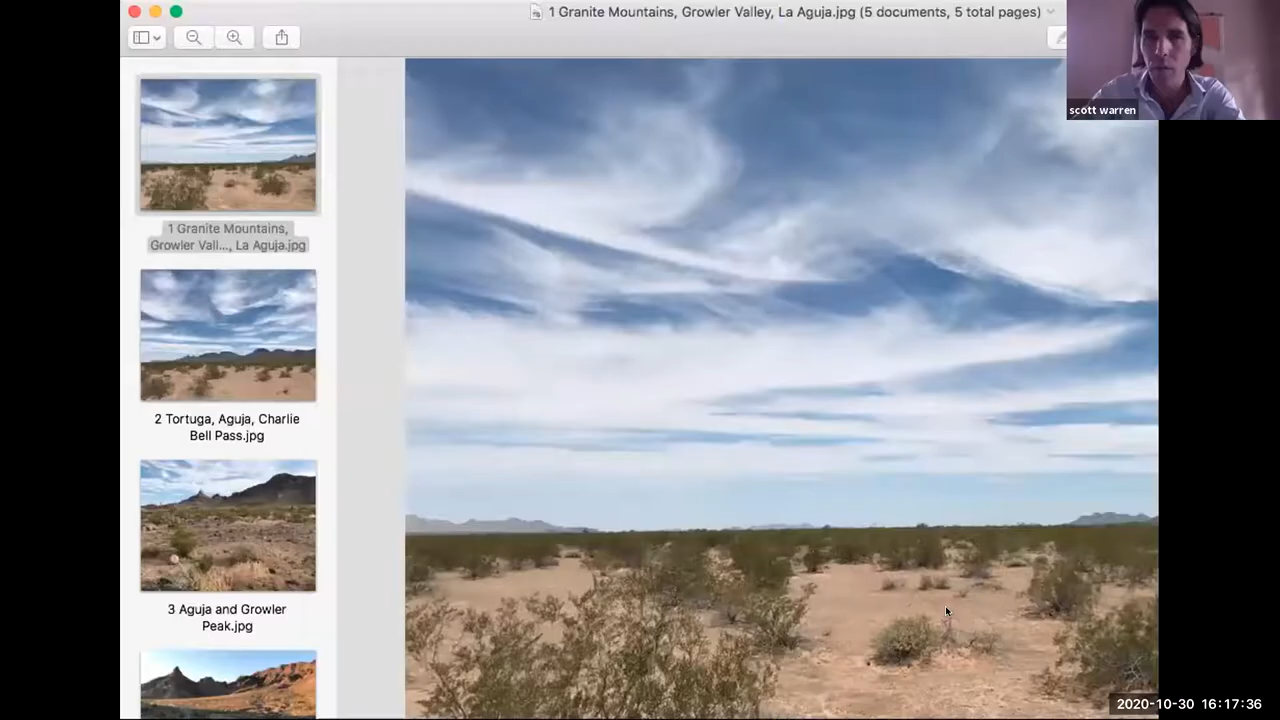 1 Granite Mountains, Growler Valley, La Aguja.jpg (5 documents, 5 total pages)
scott warren
1 Granite Mountains,
Growler Vall..., La Aguja.jpg
2 Tortuga, Aguja, Charlie
Bell Pass.jpg
3 Aguja and Growler
Peak.jpg
2020-10-30 16:17:36